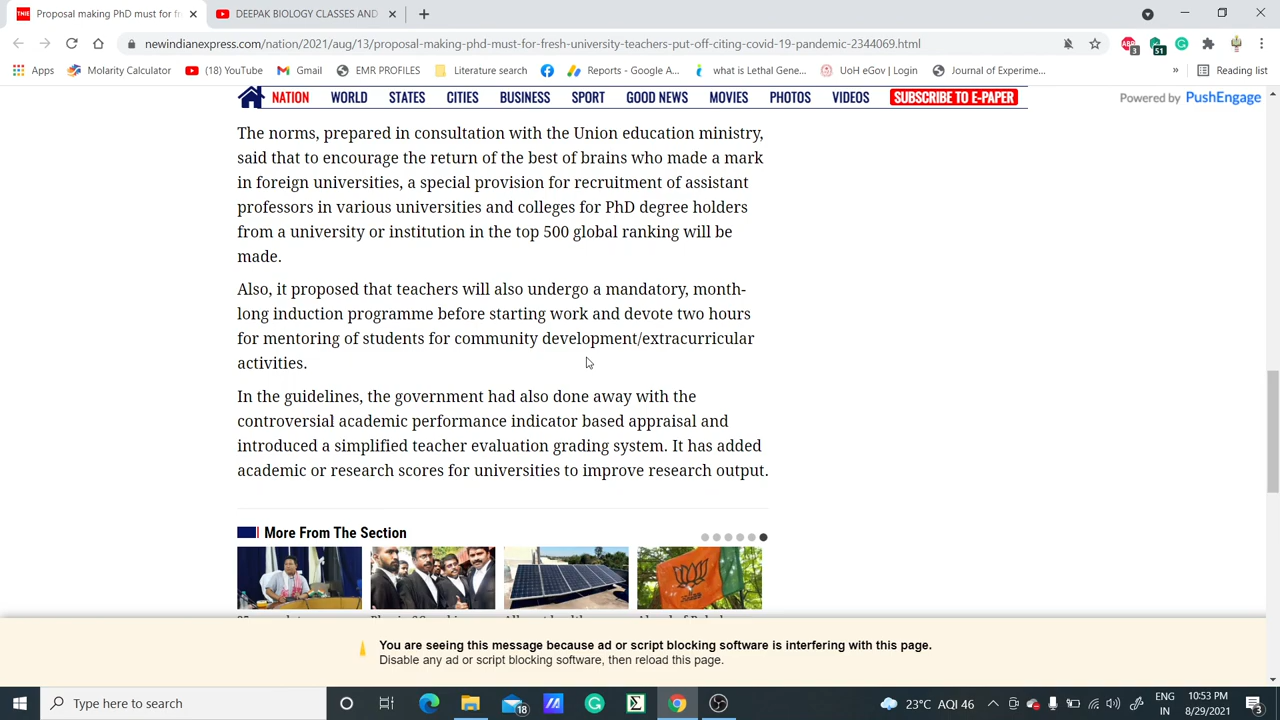 Proposal making PhD must for fr
DEEPAK BIOLOGY CLASSES AND
newindianexpress.com/nation/2021/aug/13/proposal-making-phd-must-for-fresh-university-teachers-put-off-citing-covid-19-pandemic-2344069.html
Apps Molarity Calculator (18) YouTube Gmail EMR PROFILES Literature search Reports - Google A... what is Lethal Gene... UoH eGov | Login Journal of Experime... » Reading list
NATION WORLD STATES CITIES BUSINESS SPORT GOOD NEWS MOVIES PHOTOS VIDEOS SUBSCRIBE TO E-PAPER
Powered by PushEngage
The norms, prepared in consultation with the Union education ministry,
said that to encourage the return of the best of brains who made a mark
in foreign universities, a special provision for recruitment of assistant
professors in various universities and colleges for PhD degree holders
from a university or institution in the top 500 global ranking will be
made.
Also, it proposed that teachers will also undergo a mandatory, month-
long induction programme before starting work and devote two hours
for mentoring of students for community development/extracurricular
activities.
In the guidelines, the government had also done away with the
controversial academic performance indicator based appraisal and
introduced a simplified teacher evaluation grading system. It has added
academic or research scores for universities to improve research output.
More From The Section
You are seeing this message because ad or script blocking software is interfering with this page.
Disable any ad or script blocking software, then reload this page.
Type here to search
18
23°C AQI 46
ENG
IN
10:53 PM
8/29/2021
3